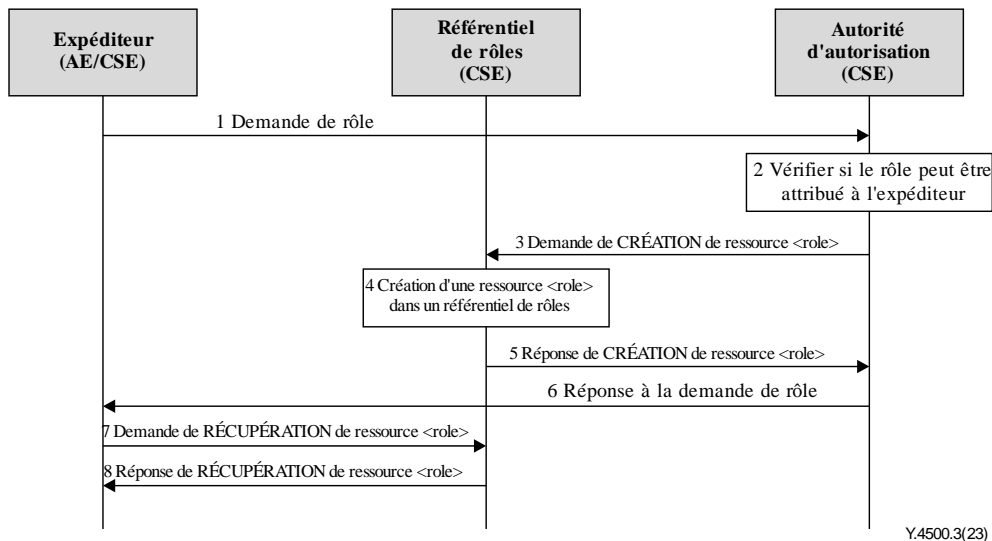 Expéditeur
(AE/CSE)
Référentiel
de rôles
(CSE)
Autorité
d'autorisation
(CSE)
1 Demande de rôle
2 Vérifier si le rôle peut être
attribué à l'expéditeur
3 Demande de CRÉATION de ressource <role>
4 Création d'une ressource <role>
dans un référentiel de rôles
5 Réponse de CRÉATION de ressource <role>
6 Réponse à la demande de rôle
7 Demande de RÉCUPÉRATION de ressource <role>
8 Réponse de RÉCUPÉRATION de ressource <role>
Y.4500.3(23)